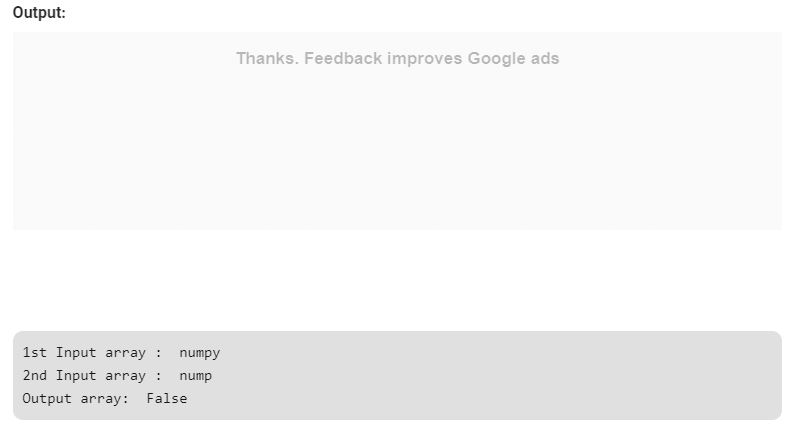 Output:
Thanks. Feedback improves Google ads
1st Input array :  numpy
2nd Input array :  nump
Output array:  False